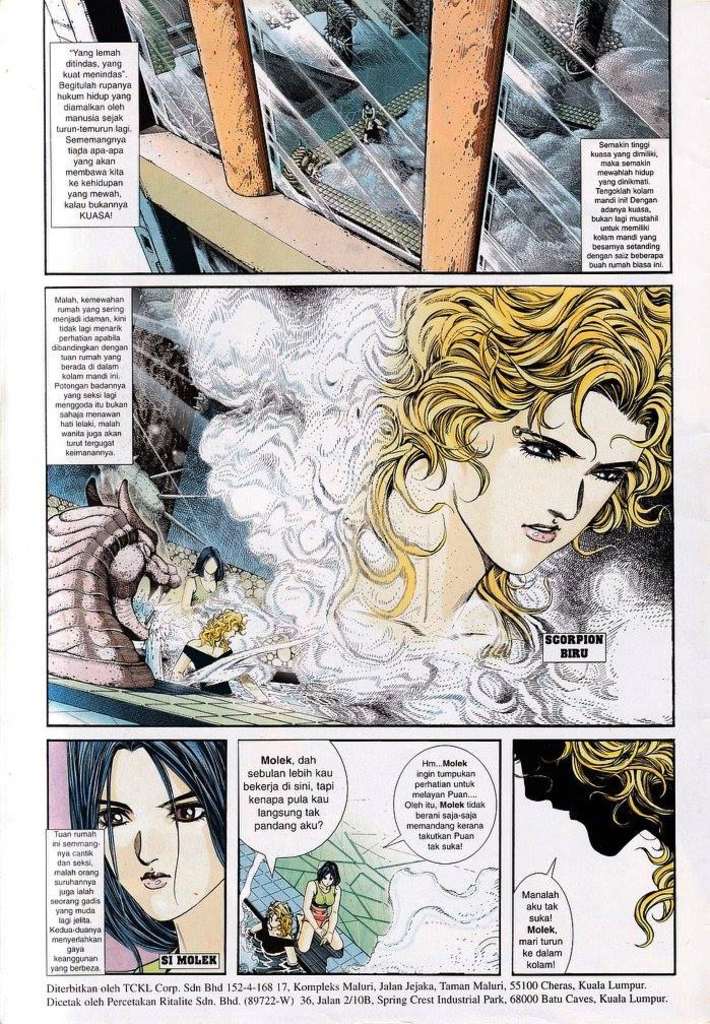 "Yang lemah
ditindas, yang
kuat menindas".
Begitulah rupanya
hukum hidup yang
diamalkan oleh
manusia sejak
turun-temurun lagi.
Sememangnya
tiada apa-apa
yang akan
membawa kita
ke kehidupan
yang mewah,
kalau bukannya
KUASA!
Semakin tinggi
kuasa yang dimiliki,
maka semakin
mewahlah hidup
yang dinikmati.
Tengoklah kolam
mandi ini! Dengan
adanya kuasa,
bukan lagi mustahil
untuk memiliki
kolam mandi yang
besarnya setanding
dengan saiz beberapa
buah rumah biasa ini.
Malah, kemewahan
rumah yang sering
menjadi idaman, kini
tidak lagi menarik
perhatian apabila
dibandingkan dengan
tuan rumah yang
berada di dalam
kolam mandi ini.
Potongan badannya
yang seksi lagi
menggoda itu bukan
sahaja menawan
hati lelaki, malah
wanita juga akan
turut tergugat
keimanannya.
SCORPION
BIRU
Tuan rumah
ini semmang-
nya cantik
dan seksi,
malah orang
suruhannya
juga ialah
seorang gadis
yang muda
lagi jelita.
Kedua-duanya
menyerlahkan
gaya
keanggunan
yang berbeza.
SI MOLEK
Molek, dah
sebulan lebih kau
bekerja di sini, tapi
kenapa pula kau
langsung tak
pandang aku?
Hm...Molek
ingin tumpukan
perhatian untuk
melayan Puan....
Oleh itu, Molek tidak
berani saja-saja
memandang kerana
takutkan Puan
tak suka!
Manalah
aku tak
suka!
Molek,
mari turun
ke dalam
kolam!
Diterbitkan oleh TCKL Corp. Sdn Bhd 152-4-168 17, Kompleks Maluri, Jalan Jejaka, Taman Maluri, 55100 Cheras, Kuala Lumpur.
Dicetak oleh Percetakan Ritalite Sdn. Bhd. (89722-W) 36, Jalan 2/10B, Spring Crest Industrial Park, 68000 Batu Caves, Kuala Lumpur.